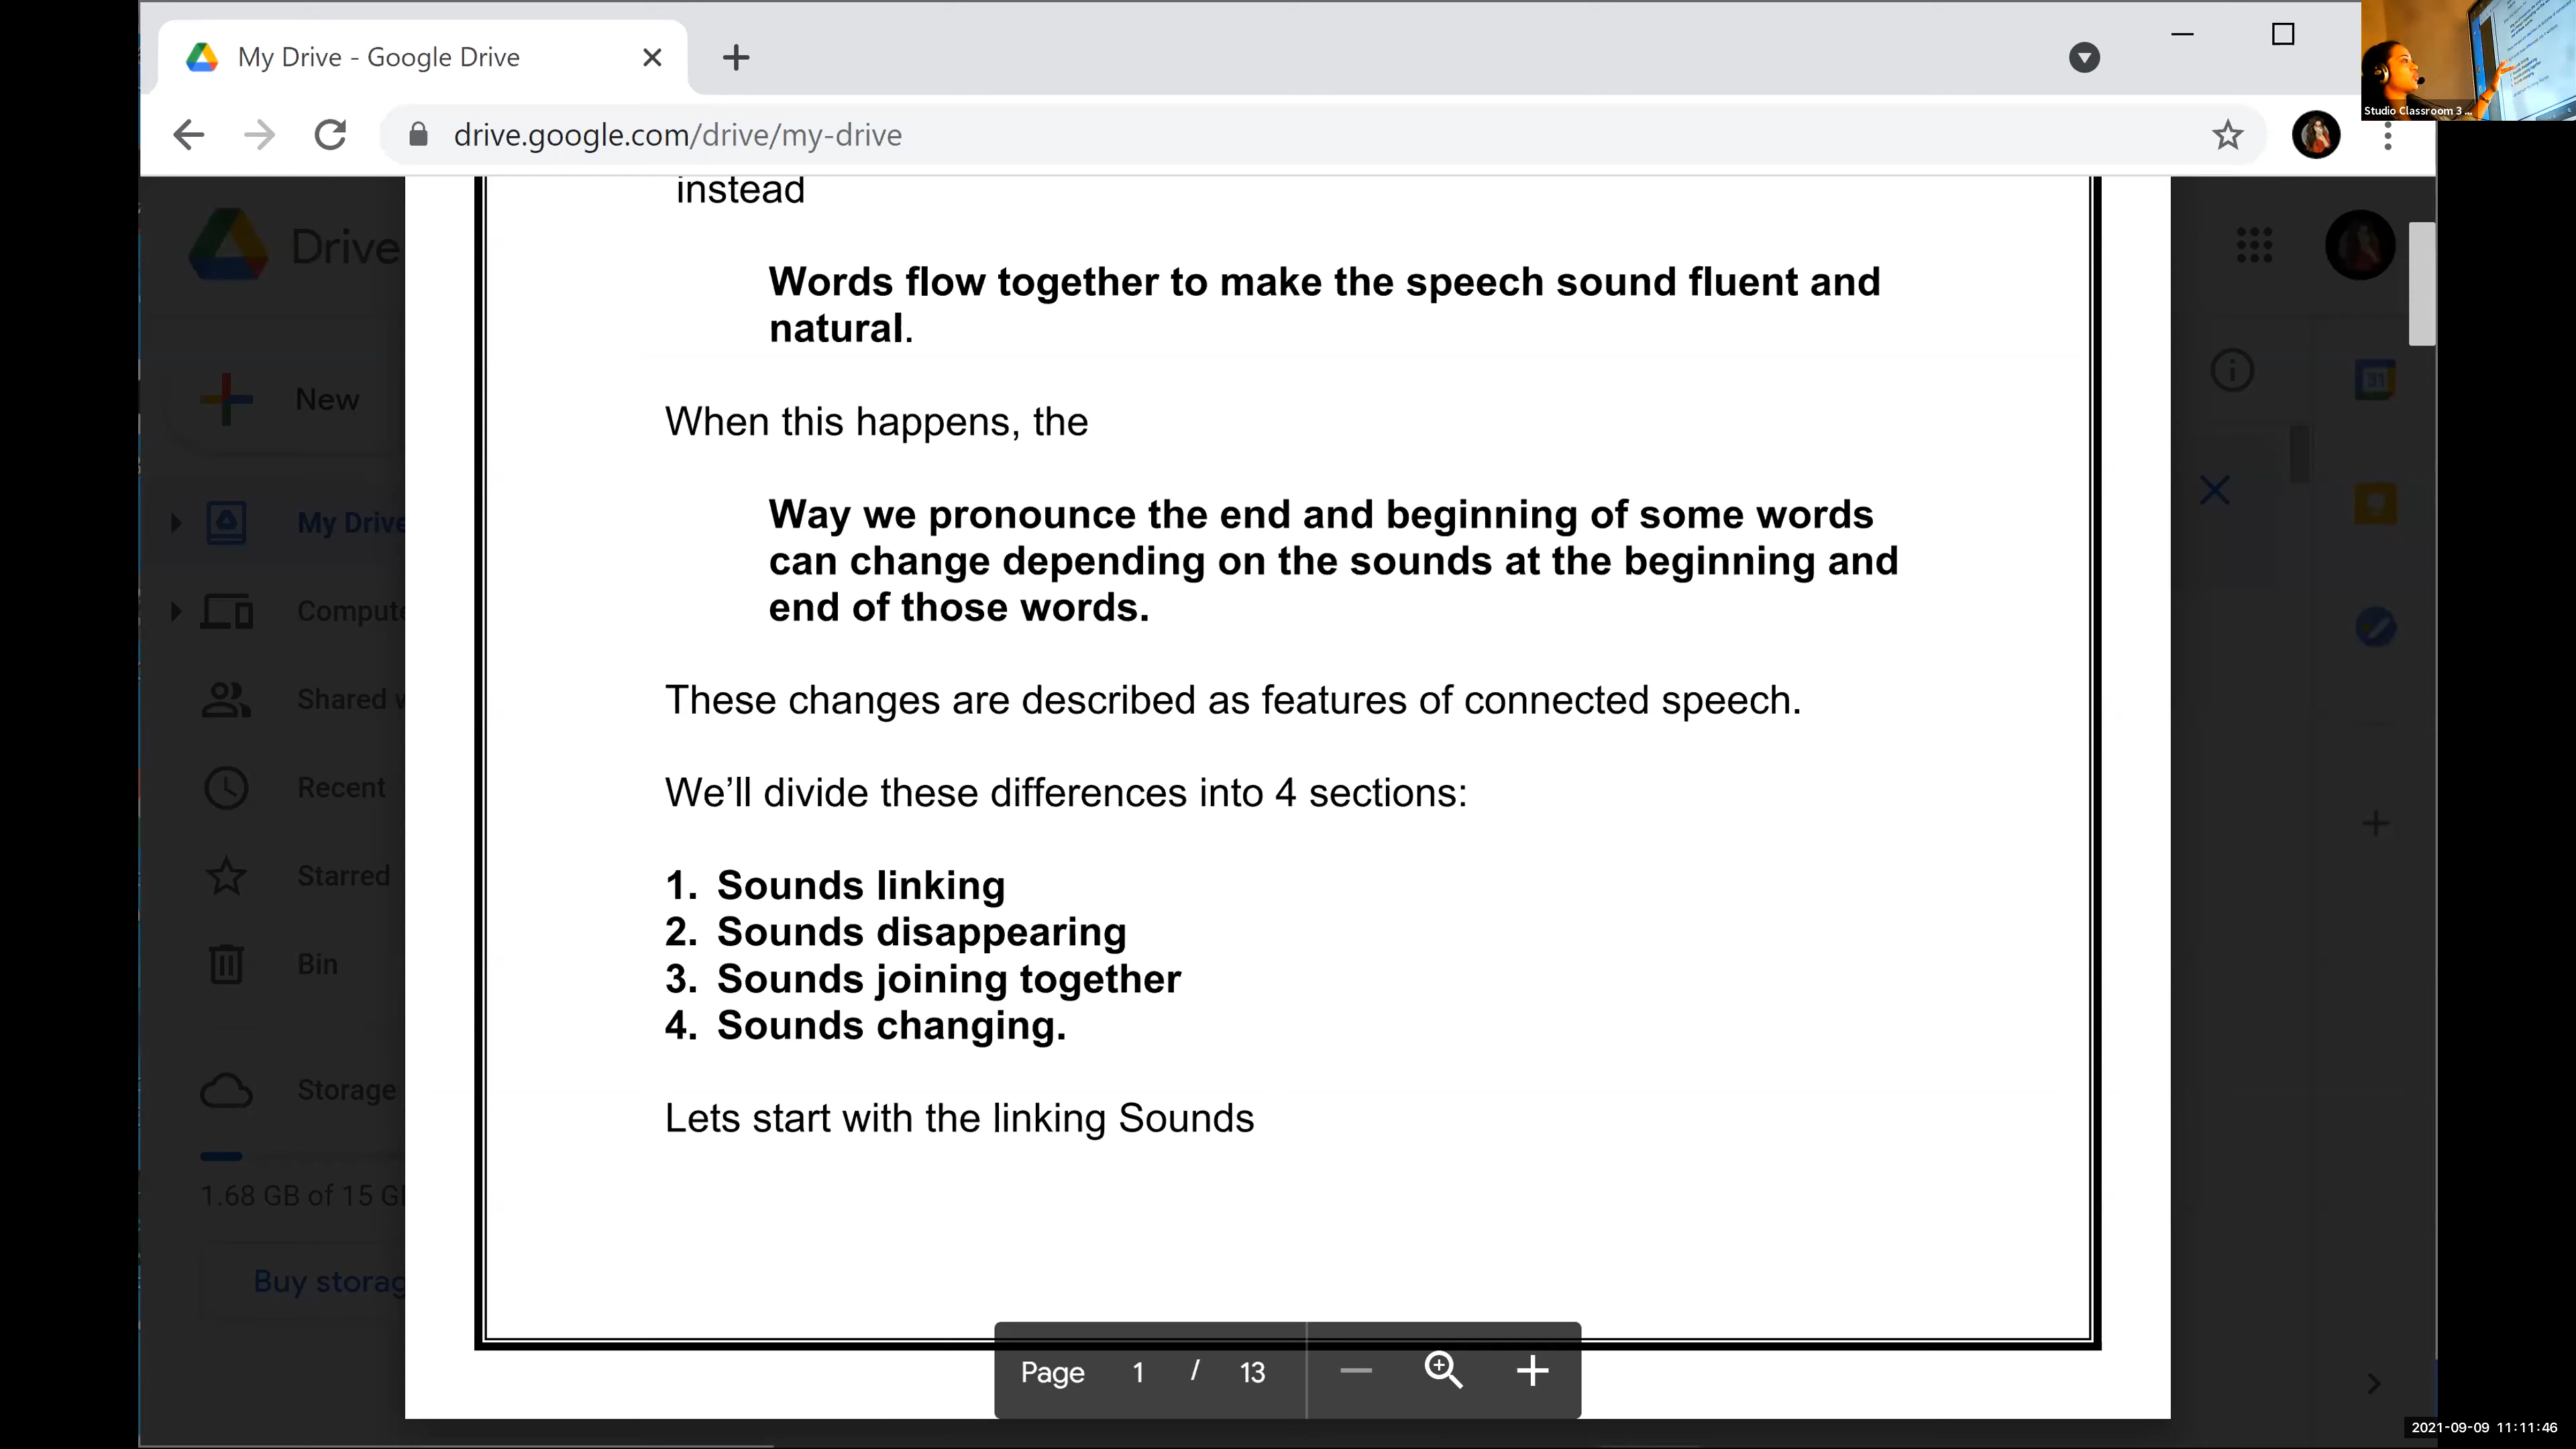 My Drive - Google Drive
drive.google.com/drive/my-drive
Studio Classroom 3 ...
Drive
New
My Drive
Compute
Shared w
Recent
Starred
Bin
Storage
1.68 GB of 15 G
Buy storag
31
instead
Words flow together to make the speech sound fluent and
natural.
When this happens, the
Way we pronounce the end and beginning of some words
can change depending on the sounds at the beginning and
end of those words.
These changes are described as features of connected speech.
We’ll divide these differences into 4 sections:
1. Sounds linking
2. Sounds disappearing
3. Sounds joining together
4. Sounds changing.
Lets start with the linking Sounds
Page 1 / 13
2021-09-09 11:11:46